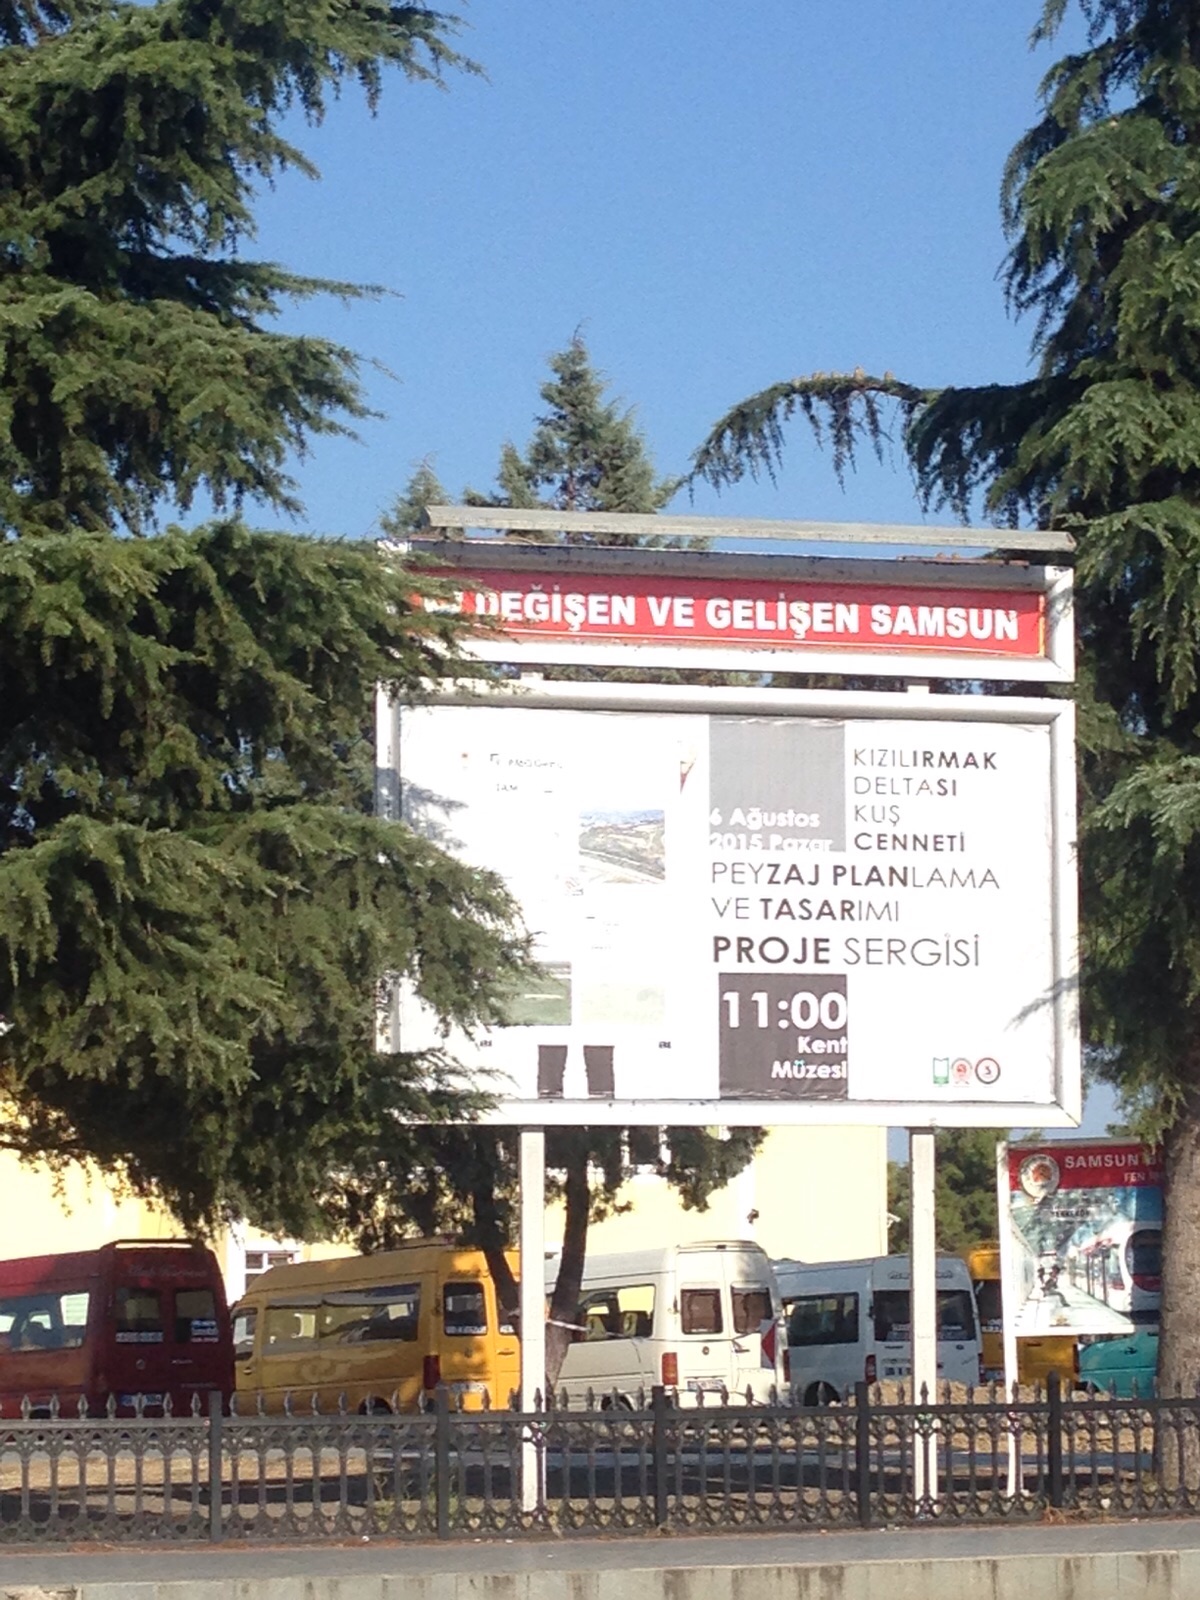 DEĞİŞEN VE GELİŞEN SAMSUN
6 Ağustos
2015 Pazar
KIZILIRMAK
DELTASI
KUŞ
CENNETİ
PEYZAJ PLANLAMA
VE TASARIMI
PROJE SERGİSİ
11:00
Kent
Müzesi
SAMSUN
FEN